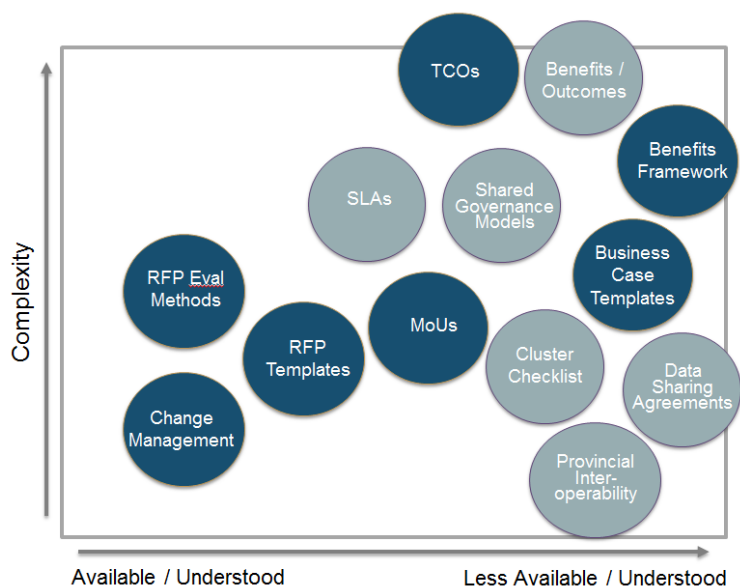 TCOs
Benefits /
Outcomes
Benefits
Framework
SLAs
Shared
Governance
Models
Business
Case
Templates
RFP Eval
Methods
MoUs
RFP
Templates
Cluster
Checklist
Data
Sharing
Agreements
Change
Management
Provincial
Inter-
operability
Complexity
Available / Understood
Less Available / Understood